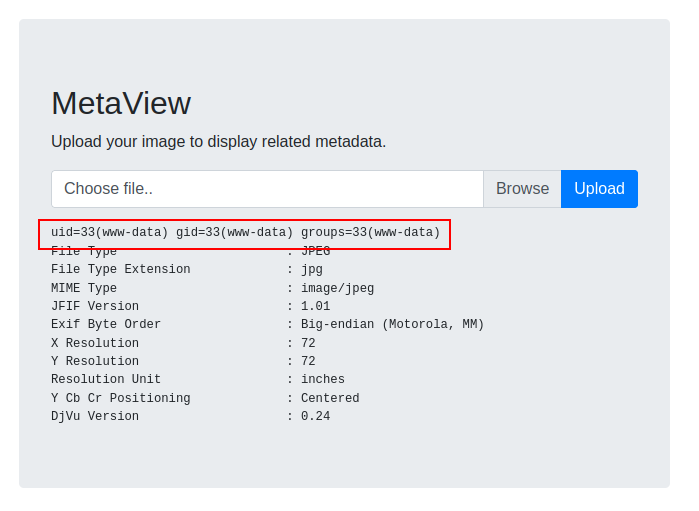 MetaView
Upload your image to display related metadata.
Choose file.. Browse Upload
uid=33(www-data) gid=33(www-data) groups=33(www-data)
File Type : JPEG
File Type Extension : jpg
MIME Type : image/jpeg
JFIF Version : 1.01
Exif Byte Order : Big-endian (Motorola, MM)
X Resolution : 72
Y Resolution : 72
Resolution Unit : inches
Y Cb Cr Positioning : Centered
DjVu Version : 0.24